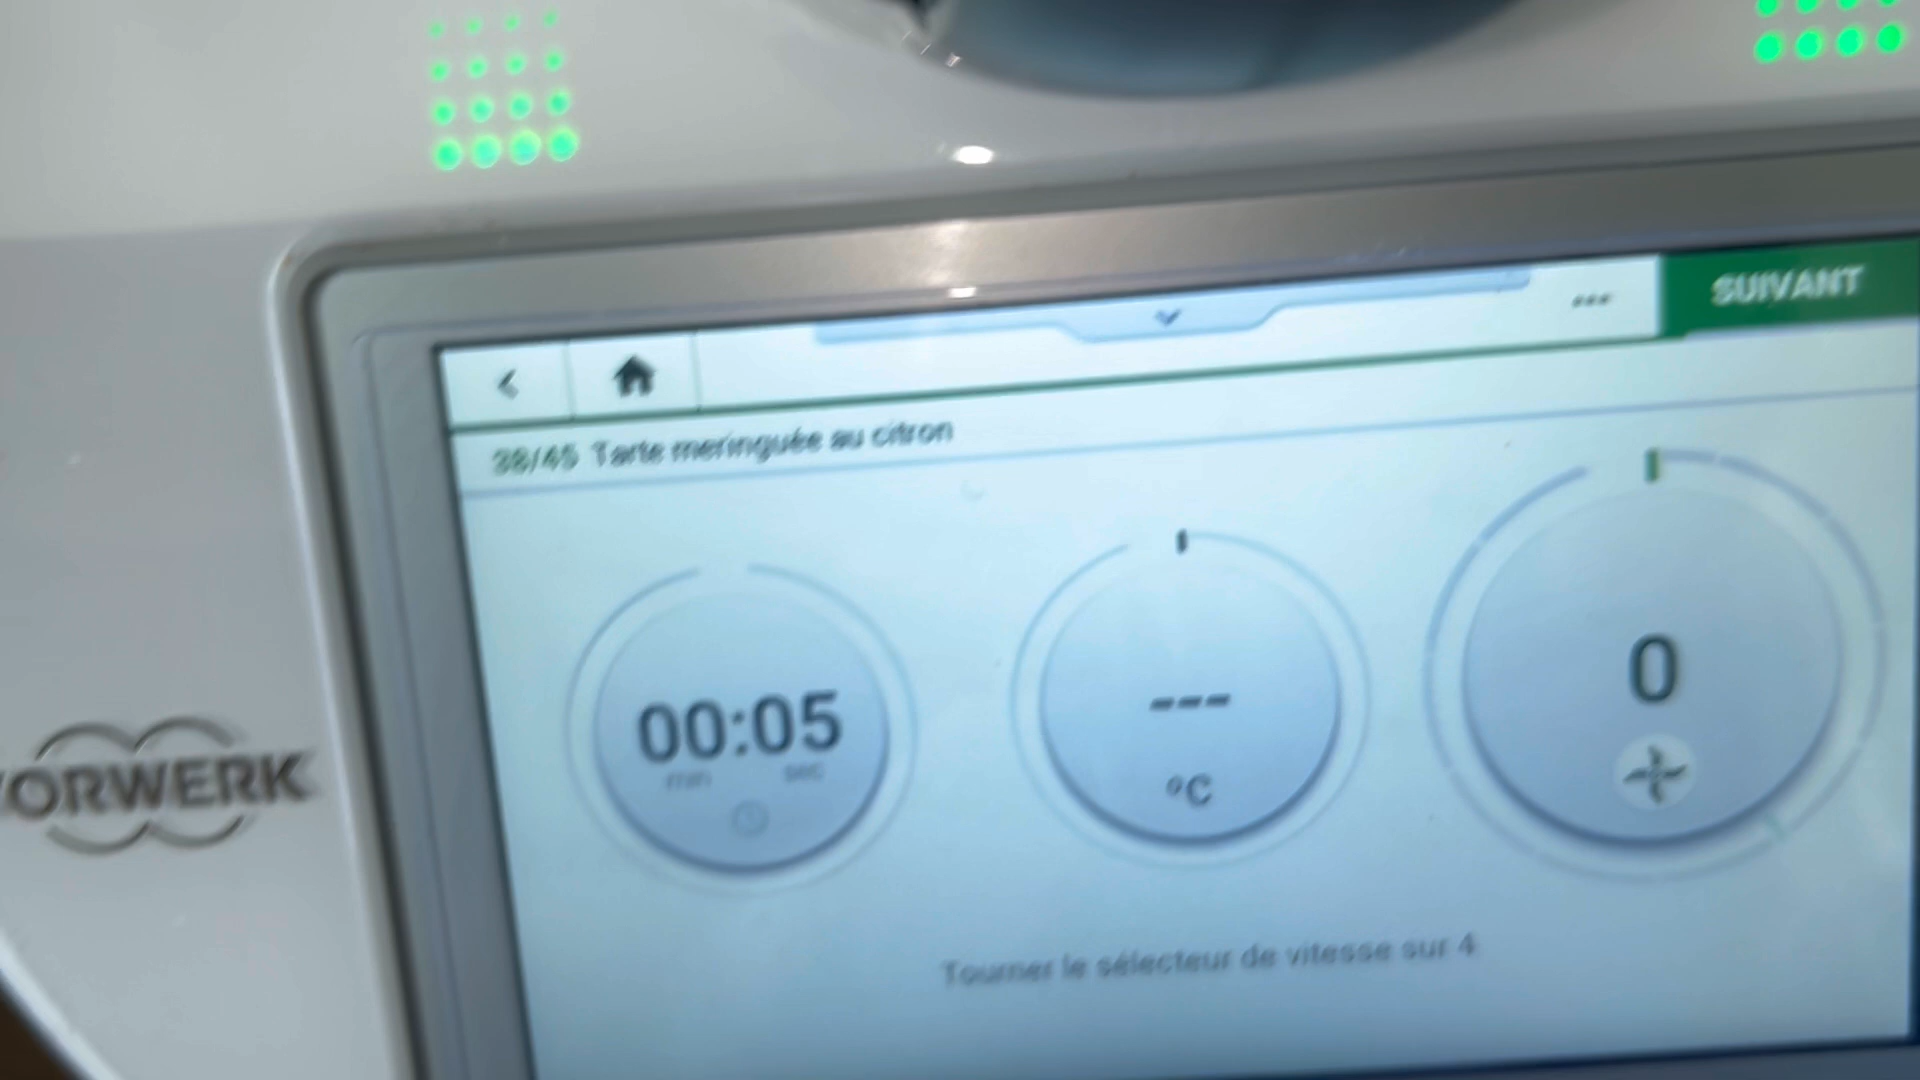 SUIVANT
38/45 Tarte meringuée au citron
00:05
min sec
---
°C
0
Tourner le sélecteur de vitesse sur 4
VORWERK